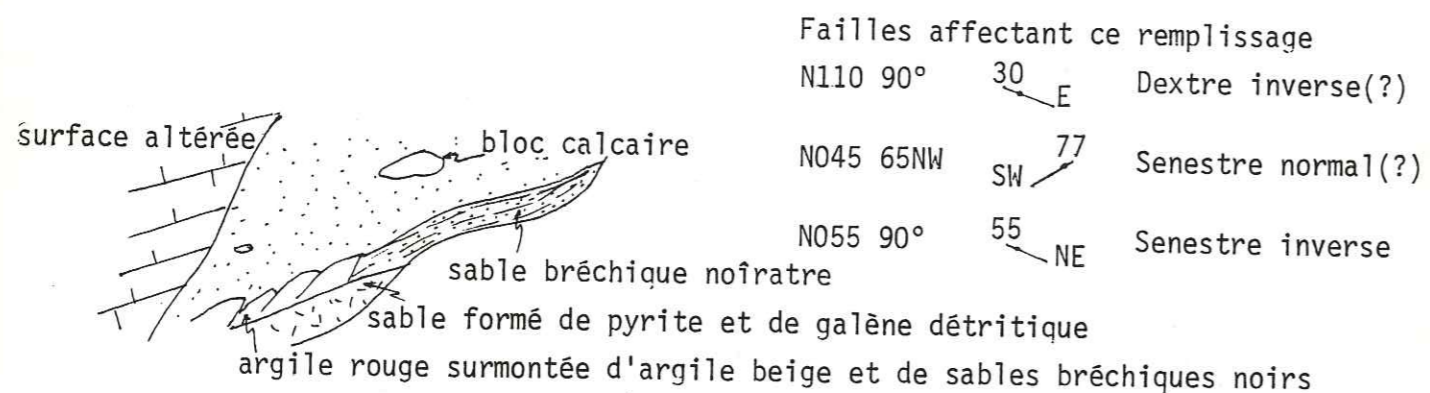 Failles affectant ce remplissage
N110 90° 30 E Dextre inverse(?)
surface altérée
bloc calcaire
N045 65NW SW 77 Senestre normal(?)
N055 90° 55 NE Senestre inverse
sable bréchique noîratre
sable formé de pyrite et de galène détritique
argile rouge surmontée d'argile beige et de sables bréchiques noirs